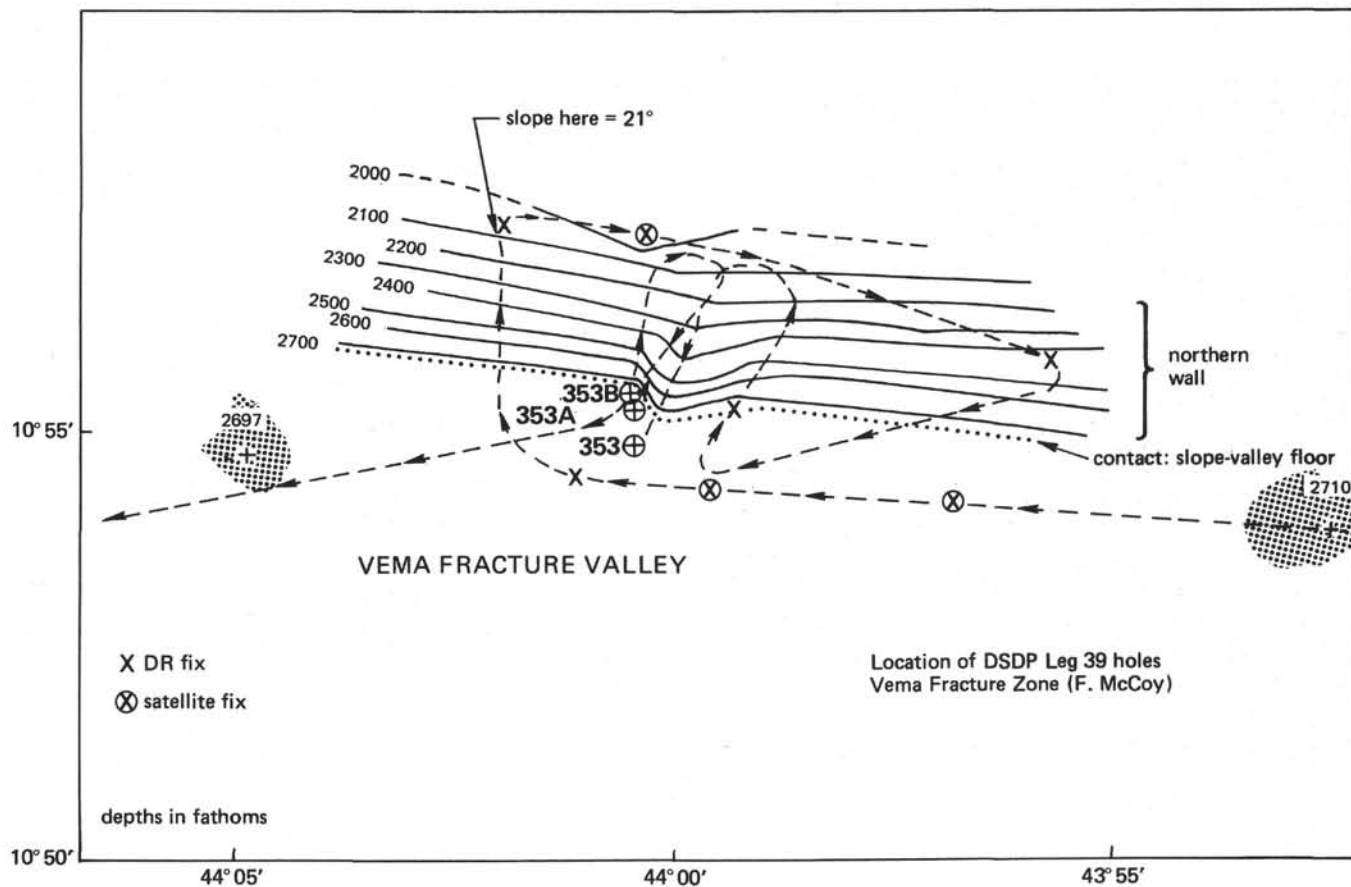 slope here = 21°
2000
2100
2200
2300
2400
2500
2600
2700
northern
wall
353B
353A
353
2697
10°55'
contact: slope-valley floor
2710
VEMA FRACTURE VALLEY
X DR fix
satellite fix
Location of DSDP Leg 39 holes
Vema Fracture Zone (F. McCoy)
depths in fathoms
10°50'
44°05' 44°00' 43°55'